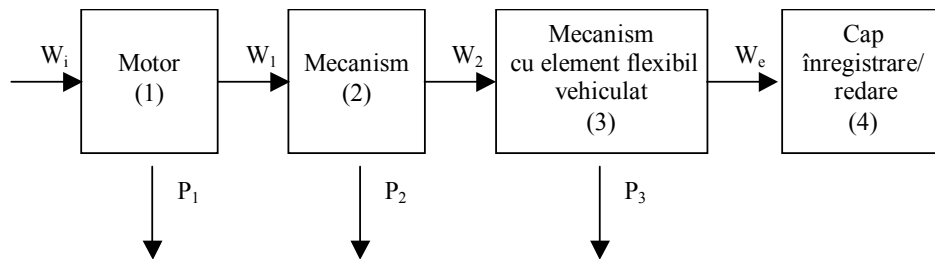 W_i
Motor
(1)
W_1
Mecanism
(2)
W_2
Mecanism
cu element flexibil
vehiculat
(3)
W_e
Cap
înregistrare/
redare
(4)
P_1
P_2
P_3